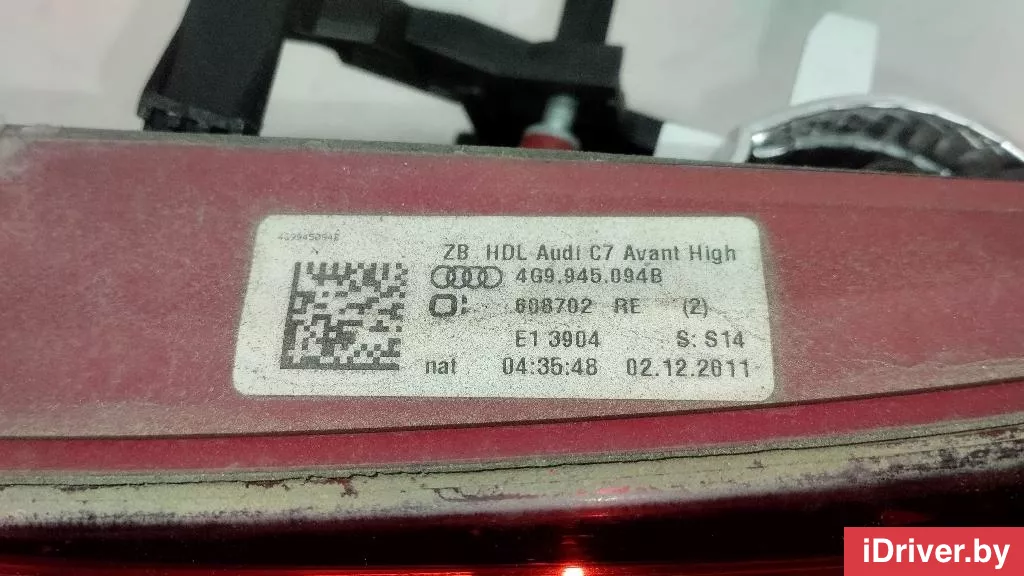 4G9945094B
ZB HDL Audi C7 Avant High
4G9.945.094B
608702 RE (2)
E1 3904 S: S14
nat 04:35:48 02.12.2011
iDriver.by